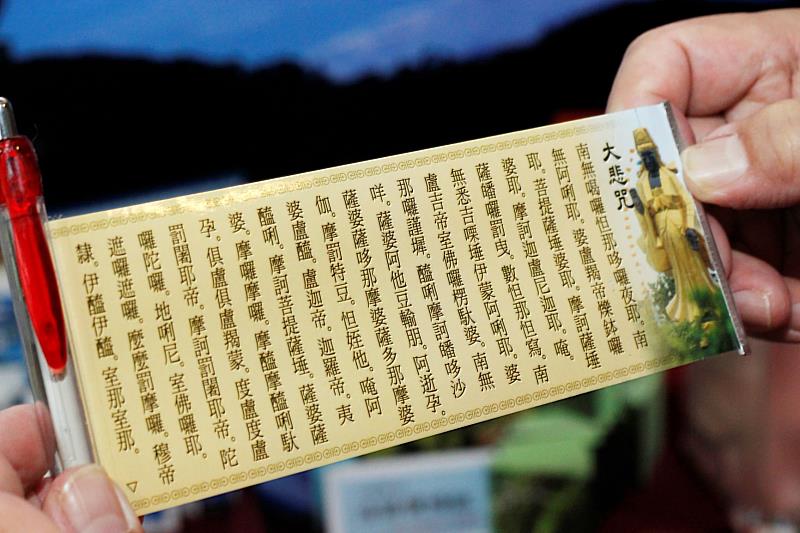 大悲咒
南無喝囉但那哆囉夜耶。南
無阿唎耶。婆盧羯帝爍鉢囉
耶。菩提薩埵婆耶。摩訶薩埵
婆耶。摩訶迦盧尼迦耶。唵。
薩皤囉罰曳。數但那怛寫。南
無悉吉㗚埵伊蒙阿唎耶。婆
盧吉帝室佛囉楞馱婆。南無
那囉謹墀。醯唎摩訶皤哆沙
咩。薩婆阿他豆輸朋。阿逝孕。
薩婆薩哆那摩婆薩多那摩婆
伽。摩罰特豆。怛姪他。唵阿
婆盧醯。盧迦帝。迦羅帝。夷
醯唎。摩訶菩提薩埵。薩婆薩
婆。摩囉摩囉。摩醯摩醯唎馱
孕。俱盧俱盧羯蒙。度盧度盧
罰闍耶帝。摩訶罰闍耶帝。陀
囉陀囉。地唎尼。室佛囉耶。
遮囉遮囉。麼麼罰摩囉。穆帝
隸。伊醯伊醯。室那室那。▽